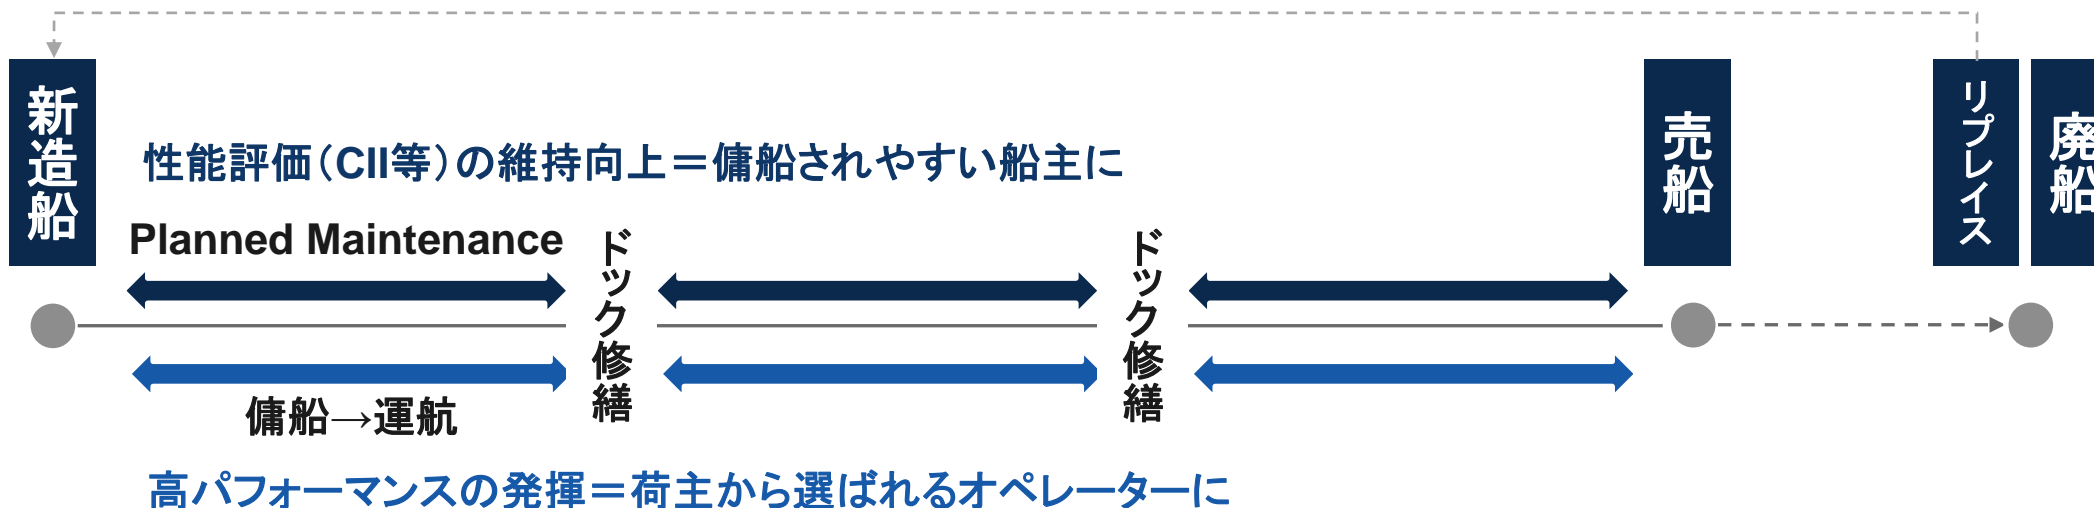 新造船
性能評価（CII等）の維持向上＝傭船されやすい船主に
Planned Maintenance
ドック修繕
ドック修繕
売船
リプレイス
廃船
傭船→運航
高パフォーマンスの発揮＝荷主から選ばれるオペレーターに